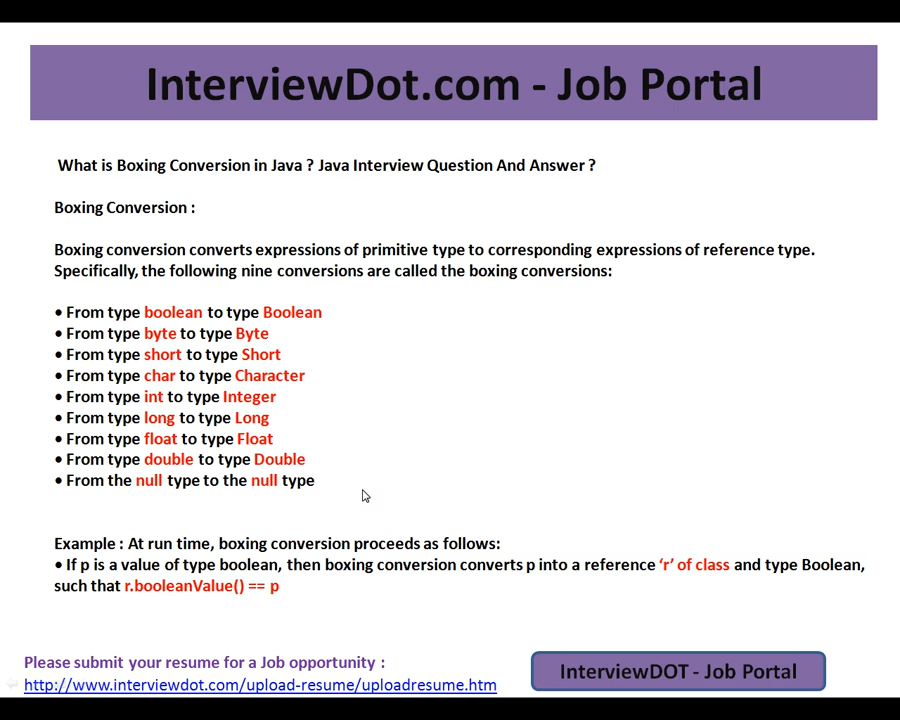 InterviewDot.com - Job Portal
What is Boxing Conversion in Java ? Java Interview Question And Answer ?
Boxing Conversion :
Boxing conversion converts expressions of primitive type to corresponding expressions of reference type.
Specifically, the following nine conversions are called the boxing conversions:
• From type boolean to type Boolean
• From type byte to type Byte
• From type short to type Short
• From type char to type Character
• From type int to type Integer
• From type long to type Long
• From type float to type Float
• From type double to type Double
• From the null type to the null type
Example : At run time, boxing conversion proceeds as follows:
• If p is a value of type boolean, then boxing conversion converts p into a reference ‘r’ of class and type Boolean,
such that r.booleanValue() == p
Please submit your resume for a Job opportunity :
http://www.interviewdot.com/upload-resume/uploadresume.htm
InterviewDOT - Job Portal